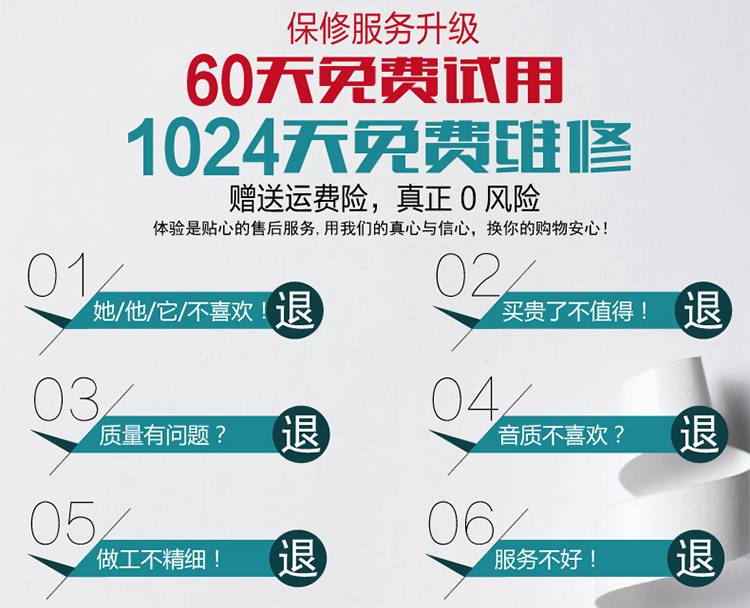 保修服务升级
60天免费试用
1024天免费维修
赠送运费险，真正0风险
体验是贴心的售后服务,用我们的真心与信心，换你的购物安心！
01
她/他/它/不喜欢！退
02
买贵了不值得！退
03
质量有问题？退
04
音质不喜欢？退
05
做工不精细！退
06
服务不好！退